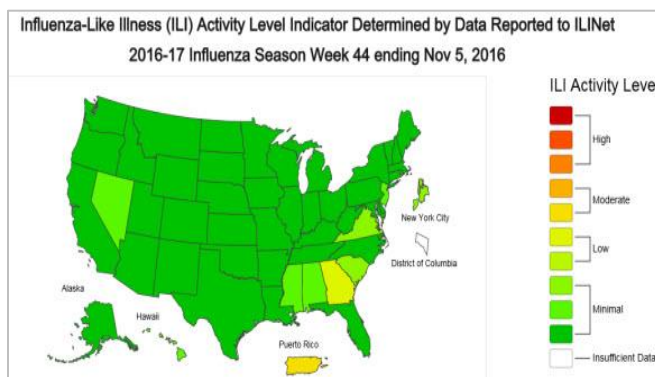 Influenza-Like Illness (ILI) Activity Level Indicator Determined by Data Reported to ILINet
2016-17 Influenza Season Week 44 ending Nov 5, 2016
ILI Activity Leve
High
Moderate
Low
Minimal
Insufficient Data
New York City
District of Columbia
Alaska
Hawaii
Puerto Rico